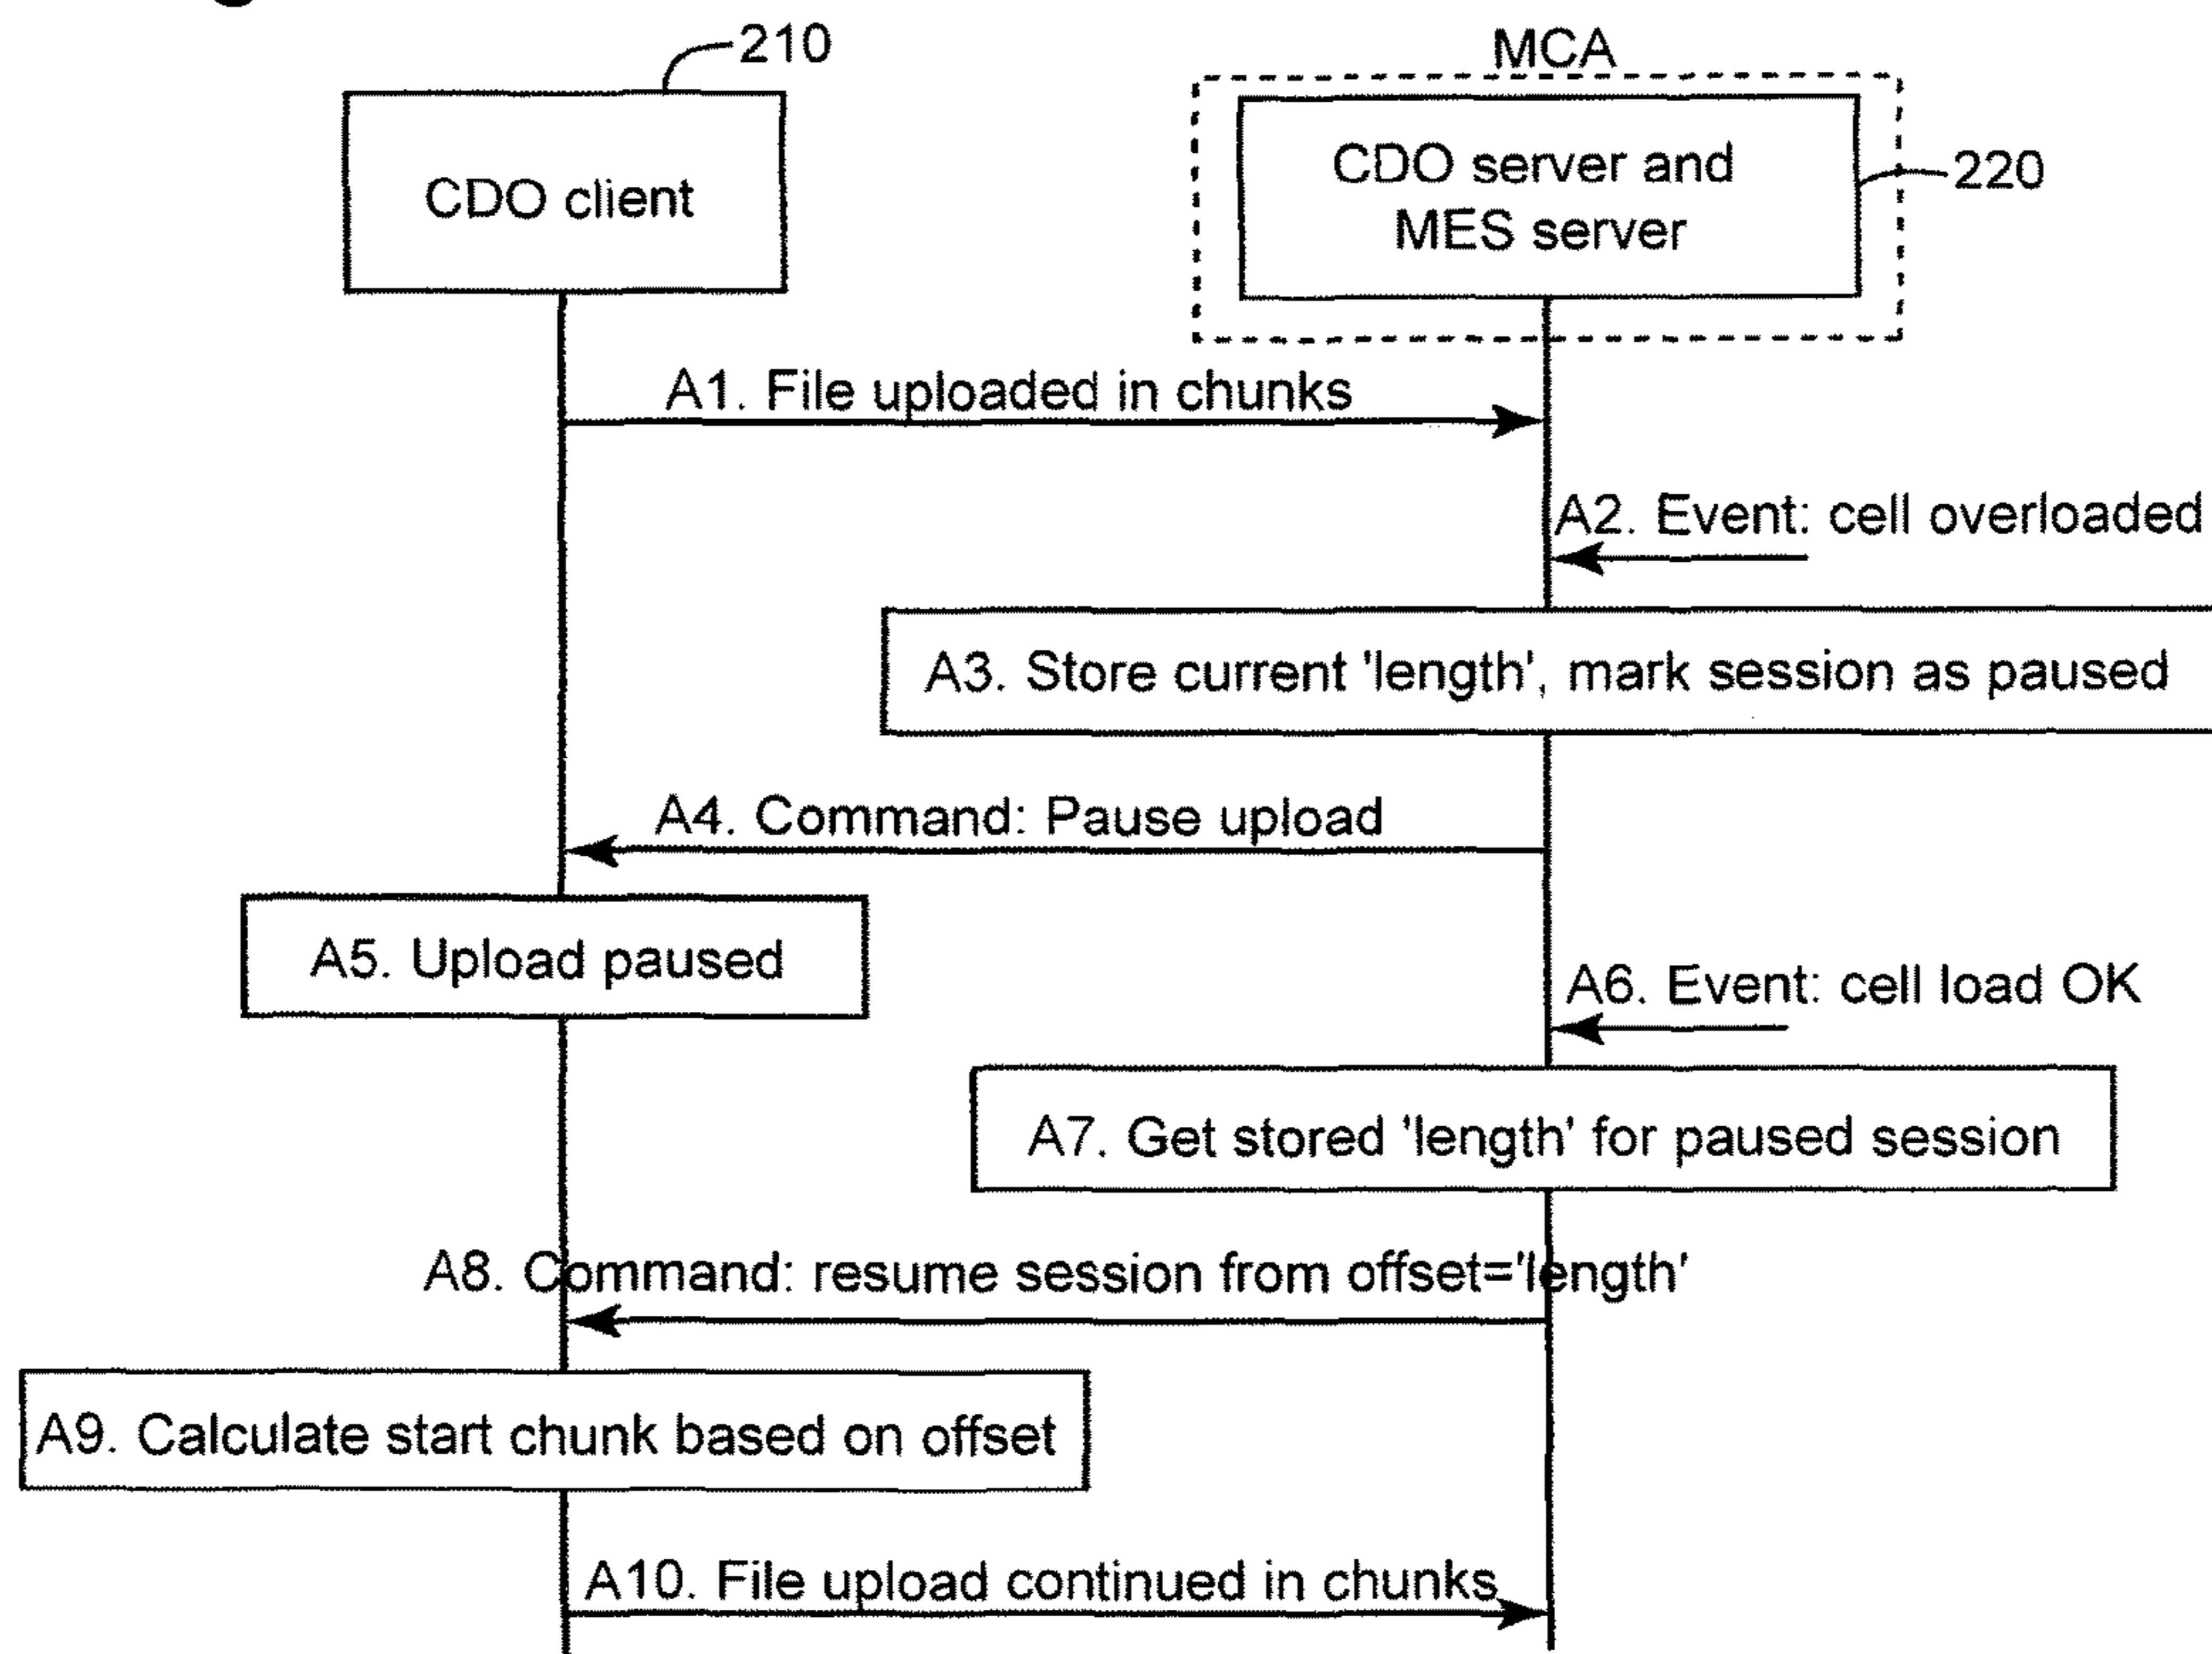 210
MCA
CDO client
CDO server and
MES server
220
A1. File uploaded in chunks
A2. Event: cell overloaded
A3. Store current 'length', mark session as paused
A4. Command: Pause upload
A5. Upload paused
A6. Event: cell load OK
A7. Get stored 'length' for paused session
A8. Command: resume session from offset='length'
A9. Calculate start chunk based on offset
A10. File upload continued in chunks